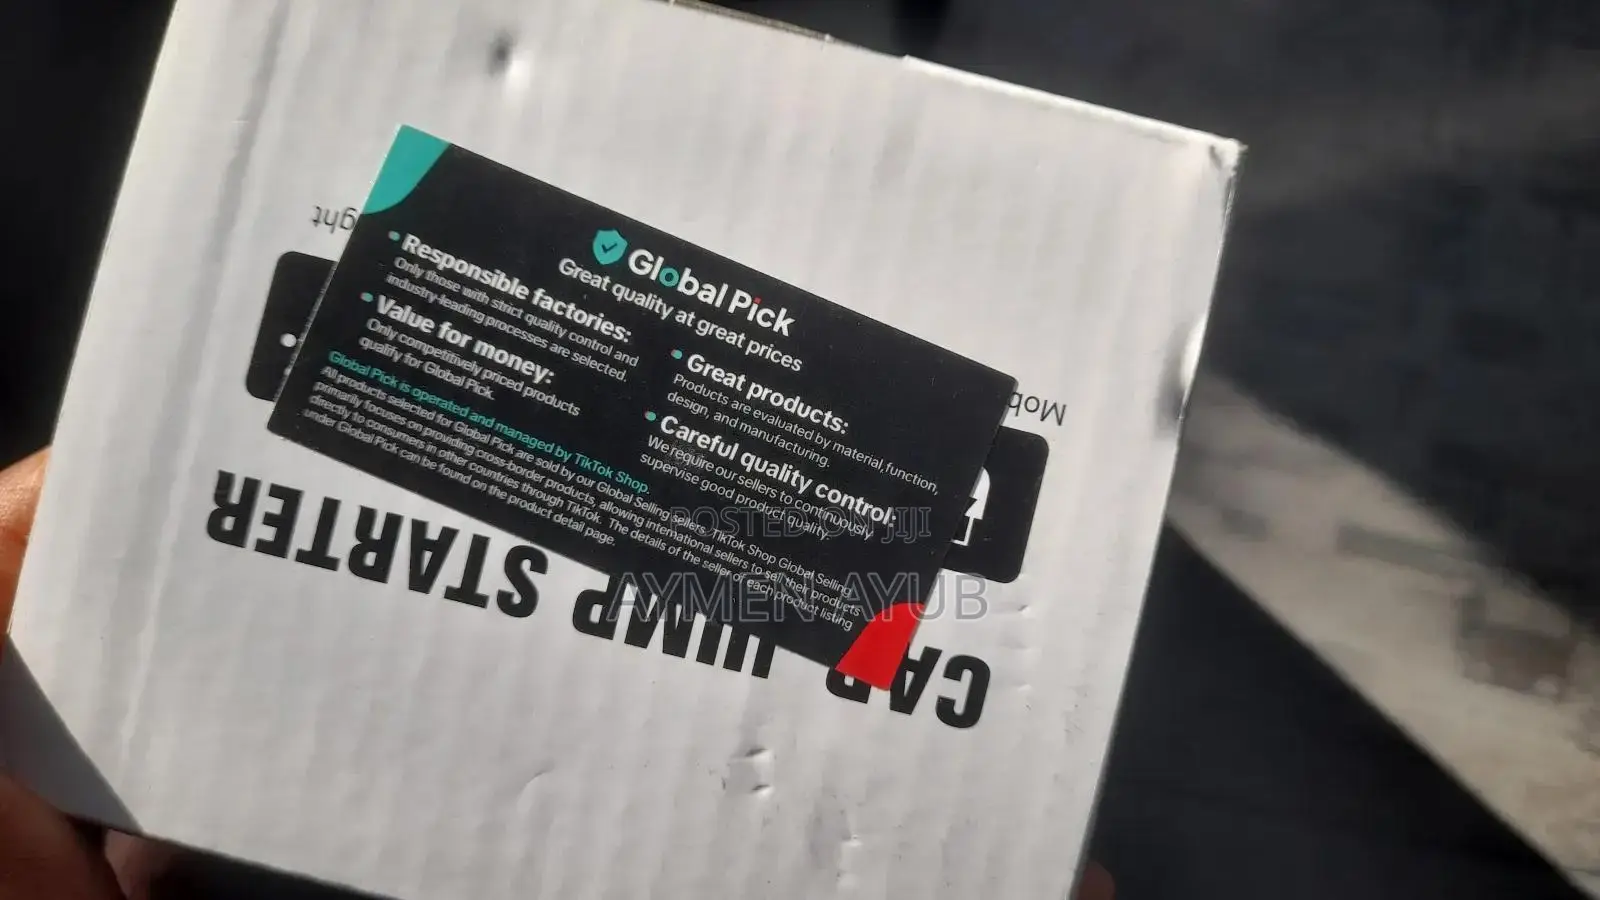 Global Pick
Great quality at great prices
• Responsible factories:
Only those with strict quality control and
industry-leading processes are selected.
• Value for money:
Only competitively priced products
qualify for Global Pick.
• Great products:
Products are evaluated by material, function,
design, and manufacturing.
• Careful quality control:
We require our sellers to continuously
supervise good product quality.
Global Pick is operated and managed by TikTok Shop.
All products selected for Global Pick are sold by our Global Selling sellers. TikTok Shop Global Selling
primarily focuses on providing cross-border products, allowing international sellers to sell their products
directly to consumers in other countries through TikTok. The details of the seller of each product listing
under Global Pick can be found on the product detail page.
CAR JUMP STARTER
POSTED ON JIJI
AYMEN AYUB